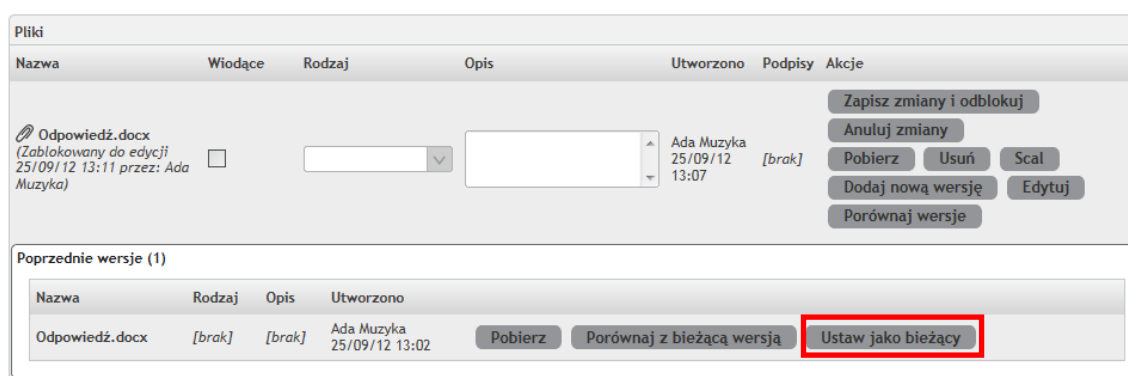 Pliki
Nazwa Wiodące Rodzaj Opis Utworzono Podpisy Akcje
Odpowiedź.docx
(Zablokowany do edycji
25/09/12 13:11 przez: Ada
Muzyka)
Ada Muzyka
25/09/12
13:07
[brak]
Zapisz zmiany i odblokuj
Anuluj zmiany
Pobierz Usuń Scal
Dodaj nową wersję Edytuj
Porównaj wersje
Poprzednie wersje (1)
Nazwa Rodzaj Opis Utworzono
Odpowiedź.docx [brak] [brak] Ada Muzyka
25/09/12 13:02
Pobierz Porównaj z bieżącą wersją Ustaw jako bieżący